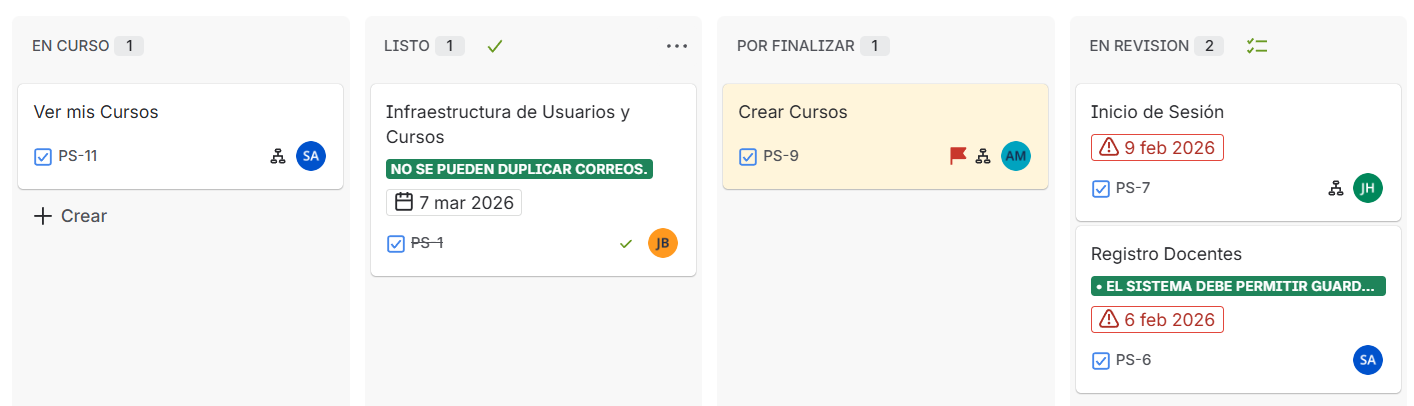 EN CURSO 1
Ver mis Cursos
PS-11 SA
+ Crear
LISTO 1
Infraestructura de Usuarios y
Cursos
NO SE PUEDEN DUPLICAR CORREOS.
7 mar 2026
PS-1 JB
POR FINALIZAR 1
Crear Cursos
PS-9 AM
EN REVISION 2
Inicio de Sesión
9 feb 2026
PS-7 JH
Registro Docentes
• EL SISTEMA DEBE PERMITIR GUARD...
6 feb 2026
PS-6 SA